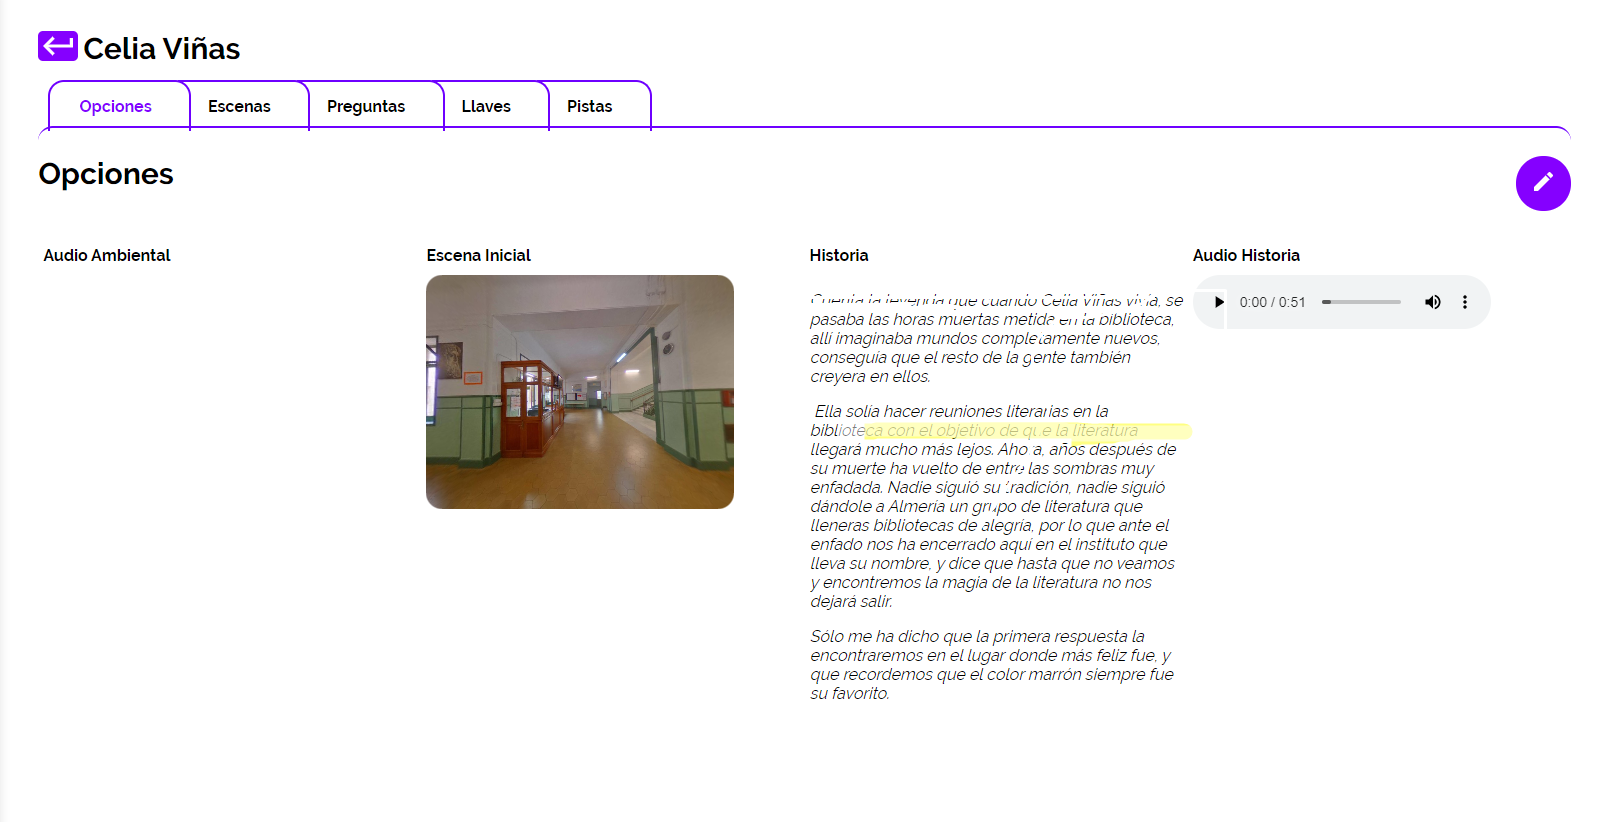 Celia Viñas
Opciones
Escenas
Preguntas
Llaves
Pistas
Opciones
Audio Ambiental
Escena Inicial
Historia
Audio Historia
Cuenta la leyenda que cuando Celia Viñas vivía, se
pasaba las horas muertas metida en la biblioteca,
allí imaginaba mundos completamente nuevos,
conseguía que el resto de la gente también
creyera en ellos.
Ella solía hacer reuniones literarias en la
biblioteca con el objetivo de que la literatura
llegará mucho más lejos. Ahora, años después de
su muerte ha vuelto de entre las sombras muy
enfadada. Nadie siguió su tradición, nadie siguió
dándole a Almería un grupo de literatura que
lleneras bibliotecas de alegría, por lo que ante el
enfado nos ha encerrado aquí en el instituto que
lleva su nombre, y dice que hasta que no veamos
y encontremos la magia de la literatura no nos
dejará salir.
Sólo me ha dicho que la primera respuesta la
encontraremos en el lugar donde más feliz fue, y
que recordemos que el color marrón siempre fue
su favorito.
0:00 / 0:51